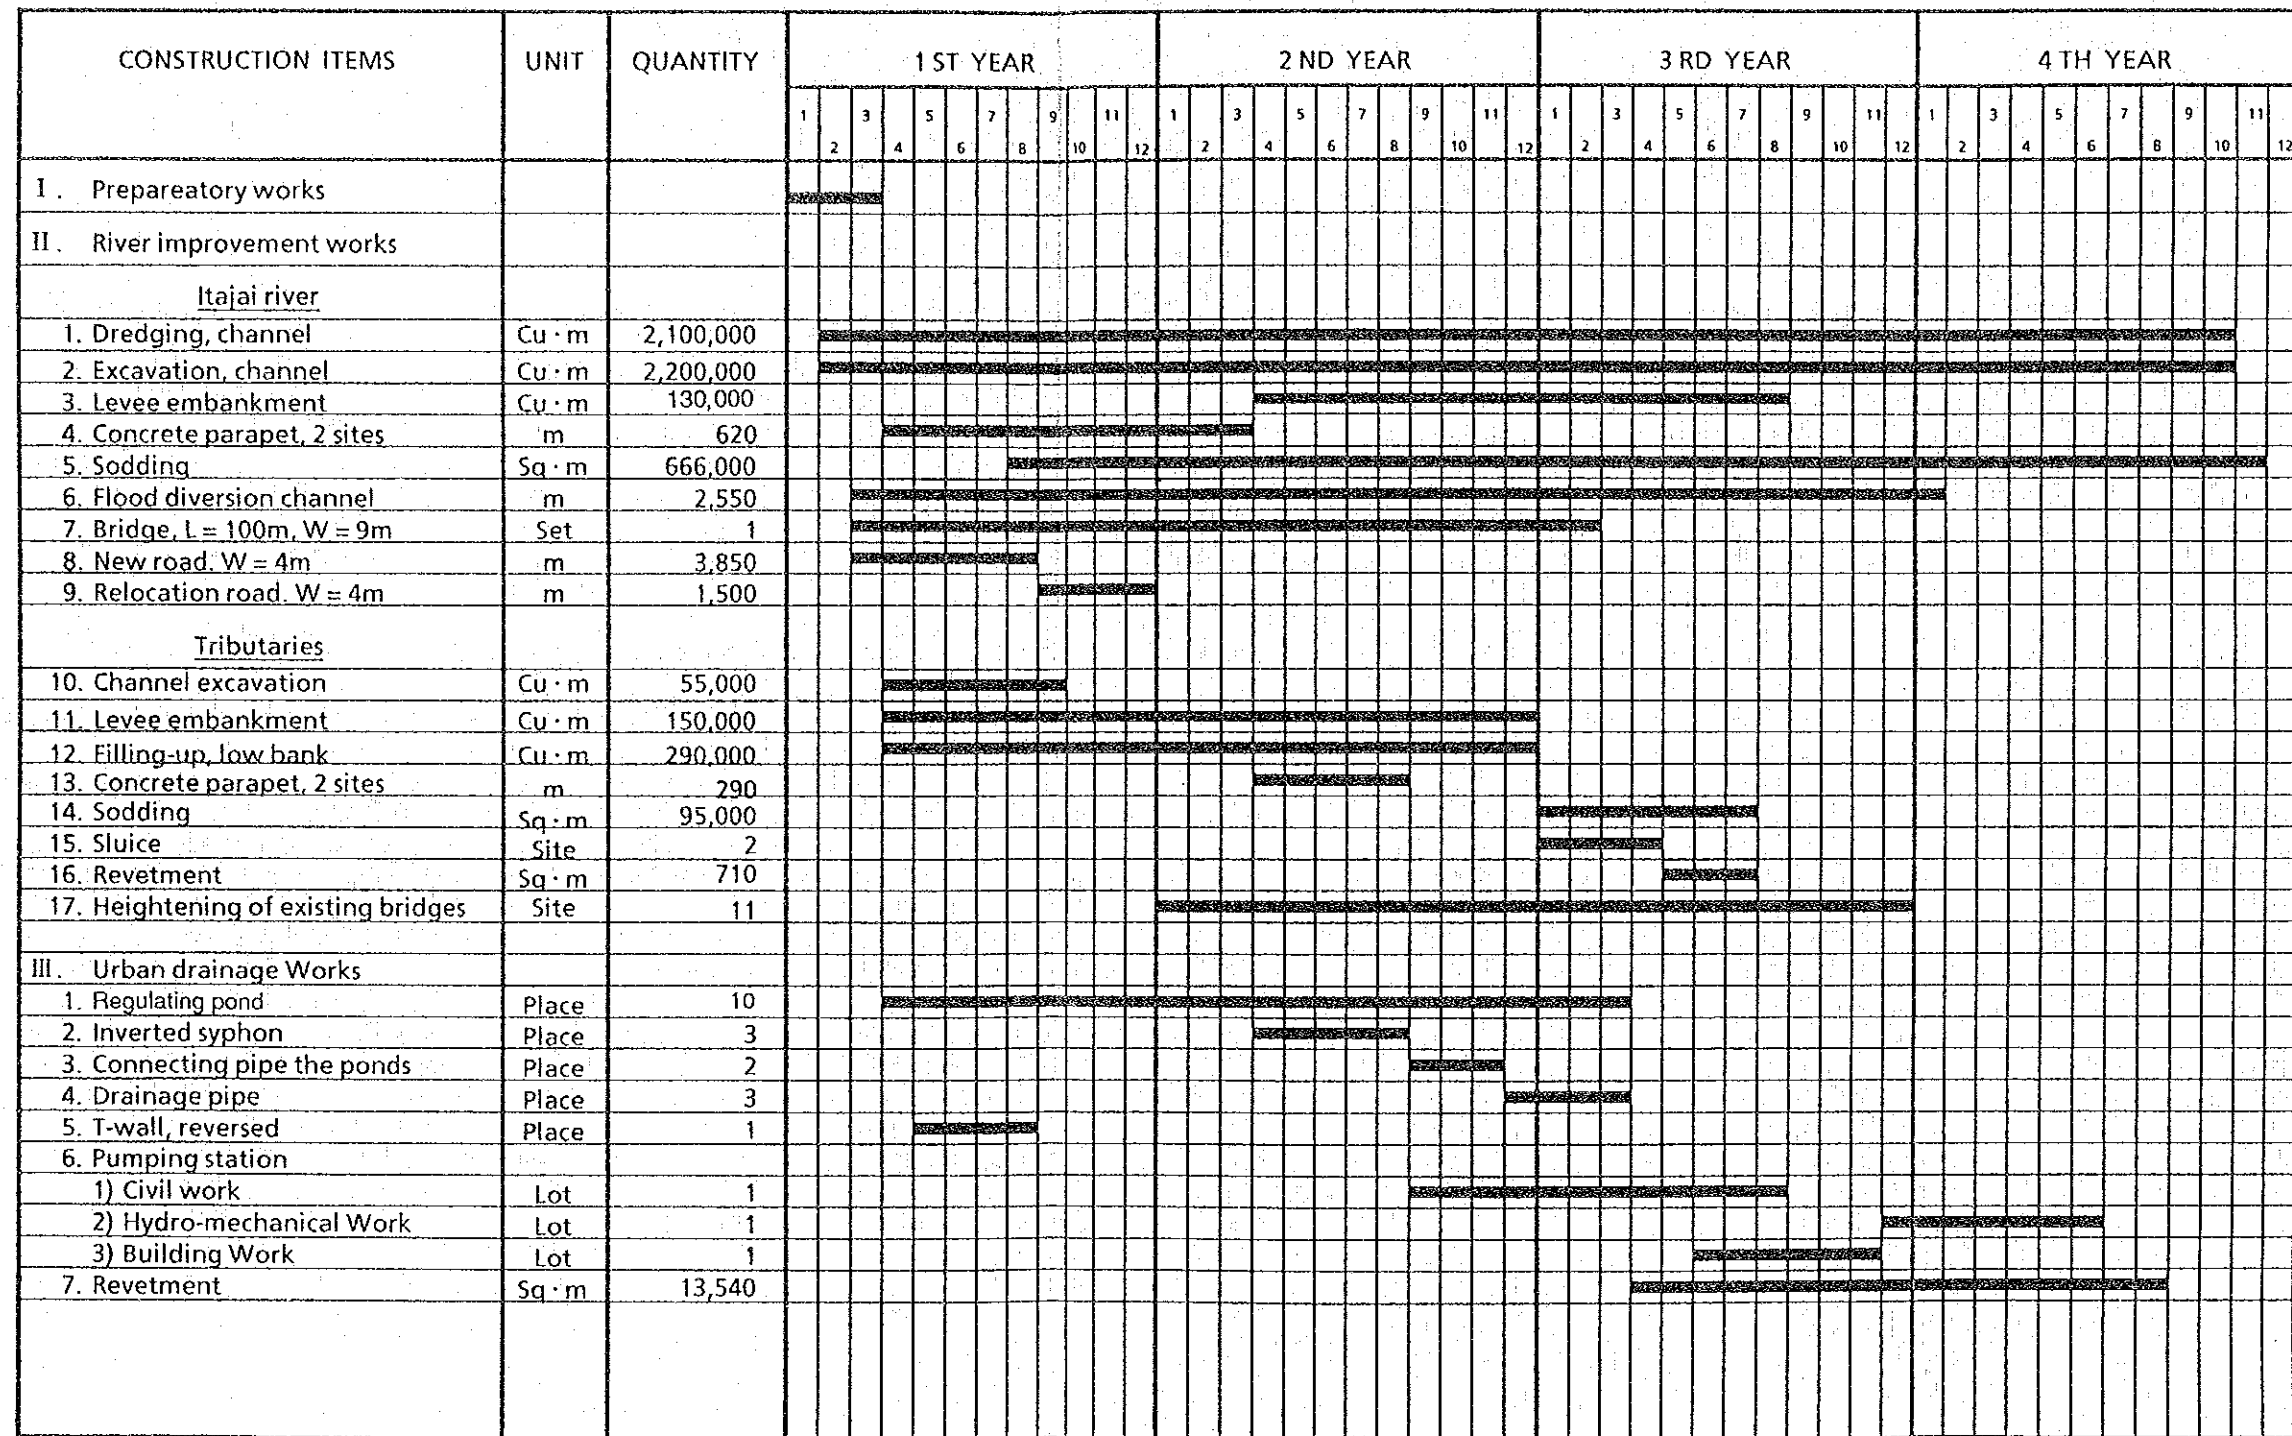 CONSTRUCTION ITEMS UNIT QUANTITY 1 ST YEAR 2 ND YEAR 3 RD YEAR 4 TH YEAR
1 3 5 7 9 11 1 3 5 7 9 11 1 3 5 7 9 11 1 3 5 7 9 11
2 4 6 8 10 12 2 4 6 8 10 12 2 4 6 8 10 12 2 4 6 8 10 12
I . Prepareatory works
II . River improvement works
Itajai river
1. Dredging, channel Cu · m 2,100,000
2. Excavation, channel Cu · m 2,200,000
3. Levee embankment Cu · m 130,000
4. Concrete parapet, 2 sites m 620
5. Sodding Sq · m 666,000
6. Flood diversion channel m 2,550
7. Bridge, L = 100m, W = 9m Set 1
8. New road. W = 4m m 3,850
9. Relocation road. W = 4m m 1,500
Tributaries
10. Channel excavation Cu · m 55,000
11. Levee embankment Cu · m 150,000
12. Filling-up, low bank Cu · m 290,000
13. Concrete parapet, 2 sites m 290
14. Sodding Sq · m 95,000
15. Sluice Site 2
16. Revetment Sq · m 710
17. Heightening of existing bridges Site 11
III . Urban drainage Works
1. Regulating pond Place 10
2. Inverted syphon Place 3
3. Connecting pipe the ponds Place 2
4. Drainage pipe Place 3
5. T-wall, reversed Place 1
6. Pumping station
1) Civil work Lot 1
2) Hydro-mechanical Work Lot 1
3) Building Work Lot 1
7. Revetment Sq · m 13,540